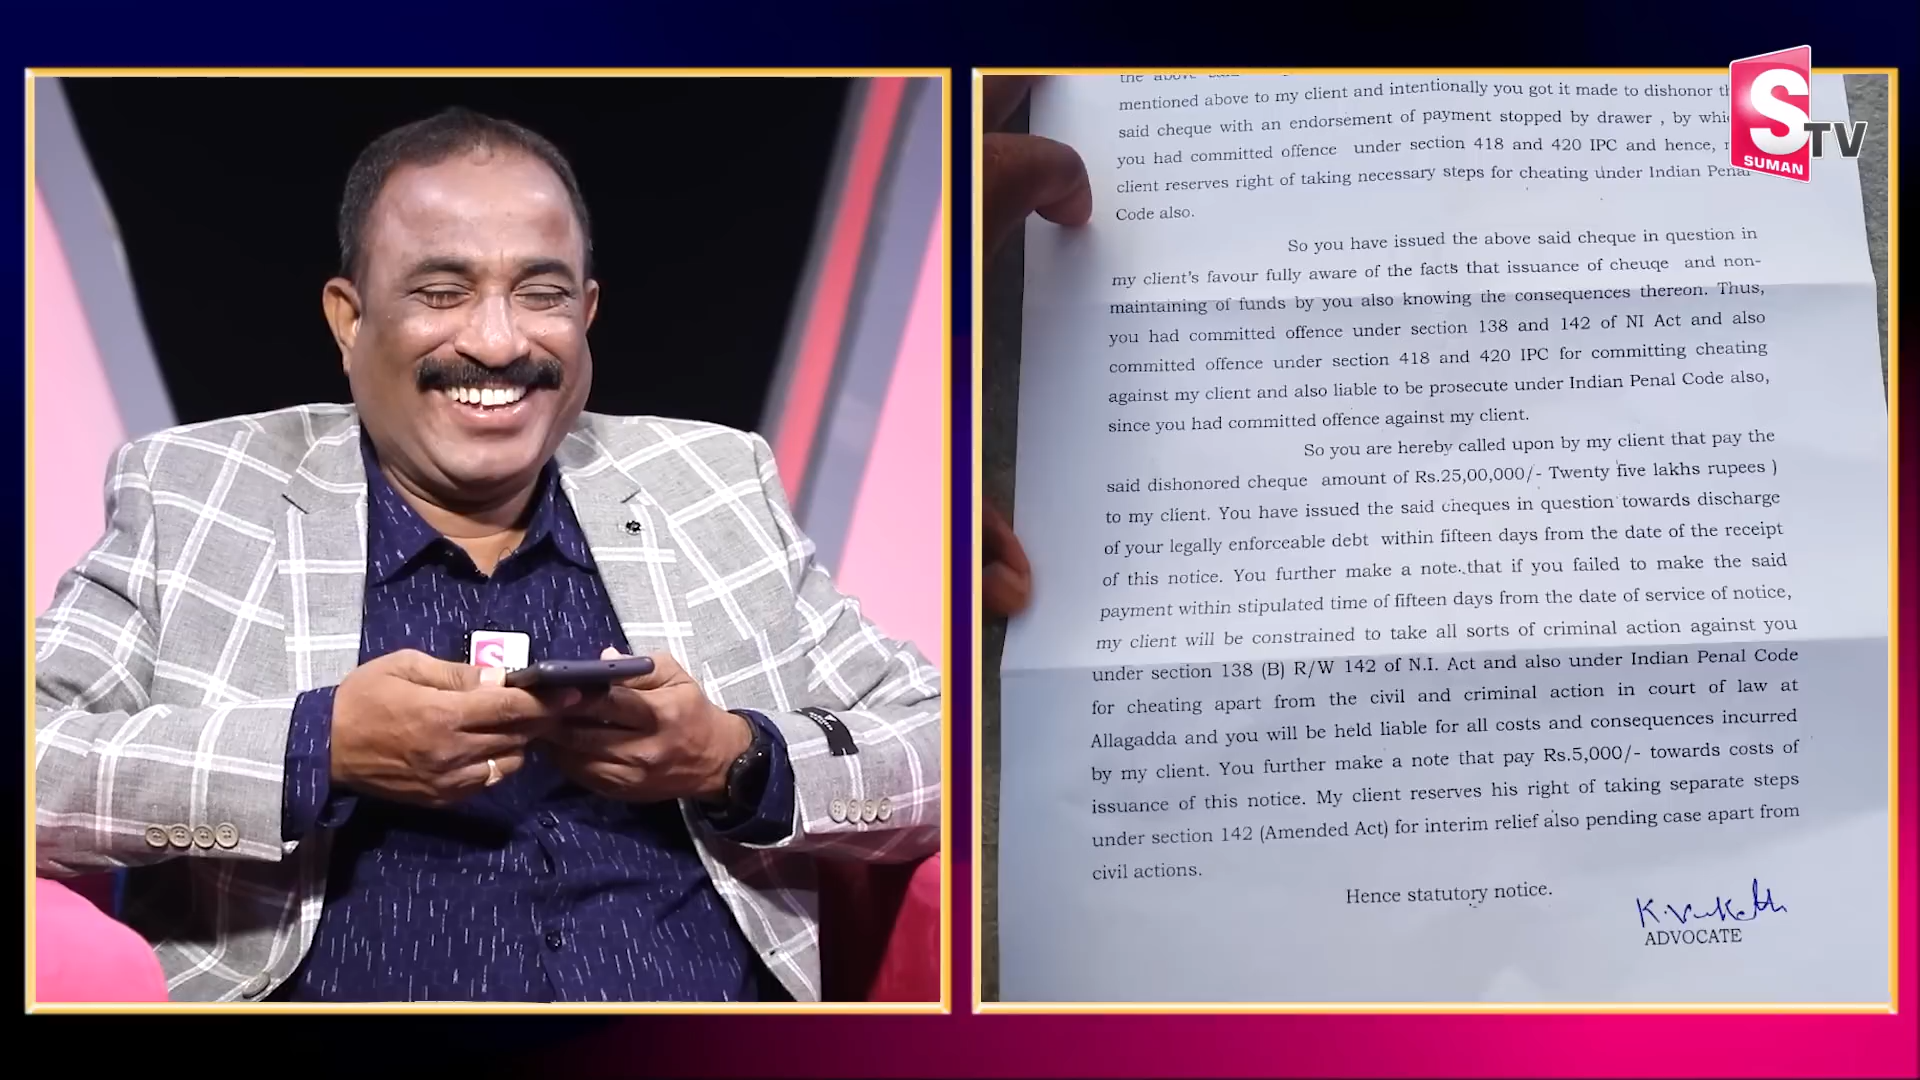 S
TV
SUMAN
mentioned above to my client and intentionally you got it made to dishonor
said cheque with an endorsement of payment stopped by drawer , by
you had committed offence under section 418 and 420 IPC and hence,
client reserves right of taking necessary steps for cheating under Indian Penal
Code also.
So you have issued the above said cheque in question in
my client's favour fully aware of the facts that issuance of cheuqe and non-
maintaining of funds by you also knowing the consequences thereon. Thus,
you had committed offence under section 138 and 142 of NI Act and also
committed offence under section 418 and 420 IPC for committing cheating
against my client and also liable to be prosecute under Indian Penal Code also,
since you had committed offence against my client.
So you are hereby called upon by my client that pay the
said dishonored cheque amount of Rs.25,00,000/- Twenty five lakhs rupees )
to my client. You have issued the said cheques in question towards discharge
of your legally enforceable debt within fifteen days from the date of the receipt
of this notice. You further make a note that if you failed to make the said
payment within stipulated time of fifteen days from the date of service of notice,
my client will be constrained to take all sorts of criminal action against you
under section 138 (B) R/W 142 of N.I. Act and also under Indian Penal Code
for cheating apart from the civil and criminal action in court of law at
Allagadda and you will be held liable for all costs and consequences incurred
by my client. You further make a note that pay Rs.5,000/- towards costs of
issuance of this notice. My client reserves his right of taking separate steps
under section 142 (Amended Act) for interim relief also pending case apart from
civil actions.
Hence statutory notice.
ADVOCATE